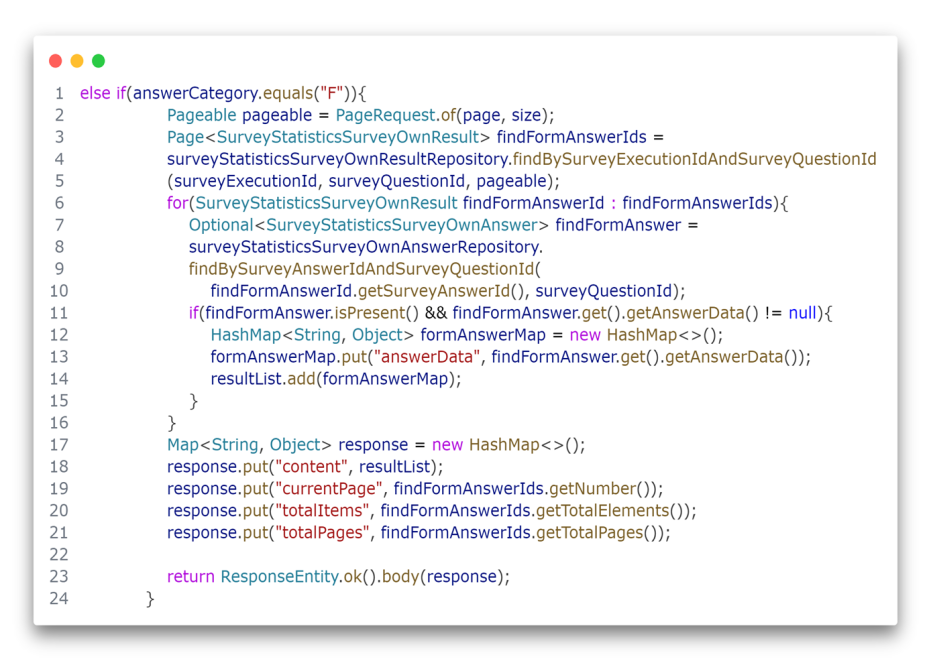 1 else if(answerCategory.equals("F")){
2 Pageable pageable = PageRequest.of(page, size);
3 Page<SurveyStatisticsSurveyOwnResult> findFormAnswerIds =
4 surveyStatisticsSurveyOwnResultRepository.findBySurveyExecutionIdAndSurveyQuestionId
5 (surveyExecutionId, surveyQuestionId, pageable);
6 for(SurveyStatisticsSurveyOwnResult findFormAnswerId : findFormAnswerIds){
7 Optional<SurveyStatisticsSurveyOwnAnswer> findFormAnswer =
8 surveyStatisticsSurveyOwnAnswerRepository.
9 findBySurveyAnswerIdAndSurveyQuestionId(
10 findFormAnswerId.getSurveyAnswerId(), surveyQuestionId);
11 if(findFormAnswer.isPresent() && findFormAnswer.get().getAnswerData() != null){
12 HashMap<String, Object> formAnswerMap = new HashMap<>();
13 formAnswerMap.put("answerData", findFormAnswer.get().getAnswerData());
14 resultList.add(formAnswerMap);
15 }
16 }
17 Map<String, Object> response = new HashMap<>();
18 response.put("content", resultList);
19 response.put("currentPage", findFormAnswerIds.getNumber());
20 response.put("totalItems", findFormAnswerIds.getTotalElements());
21 response.put("totalPages", findFormAnswerIds.getTotalPages());
22
23 return ResponseEntity.ok().body(response);
24 }